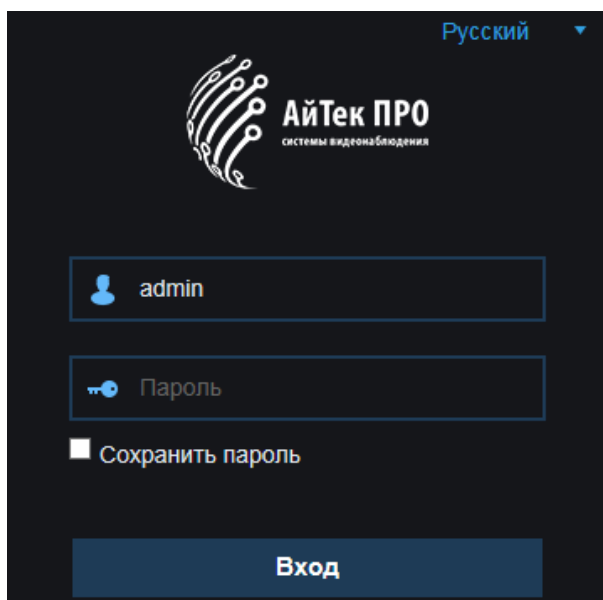 Русский
АйТек ПРО
системы видеонаблюдения
admin
Пароль
Сохранить пароль
Вход